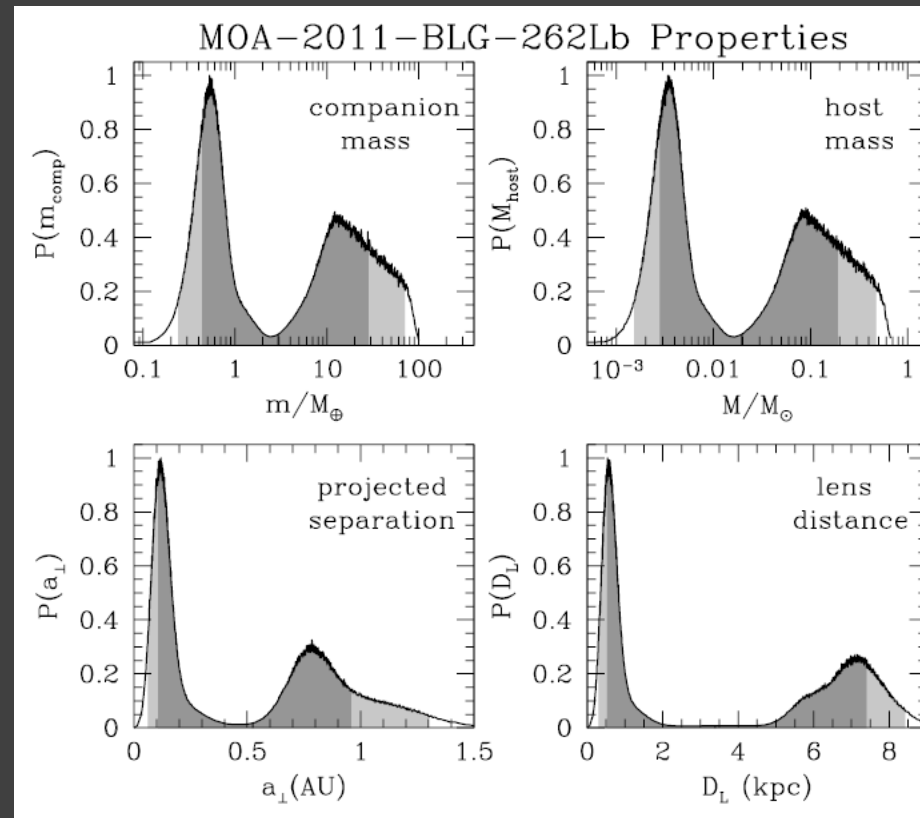 MOA-2011-BLG-262Lb Properties
companion
mass
P(m_comp)
1
0.8
0.6
0.4
0.2
0
0.1 1 10 100
m/M⊕
host
mass
P(M_host)
1
0.8
0.6
0.4
0.2
0
10⁻³ 0.01 0.1 1
M/M⊙
projected
separation
P(a⊥)
1
0.8
0.6
0.4
0.2
0
0 0.5 1 1.5
a⊥(AU)
lens
distance
P(D_L)
1
0.8
0.6
0.4
0.2
0
0 2 4 6 8
D_L (kpc)